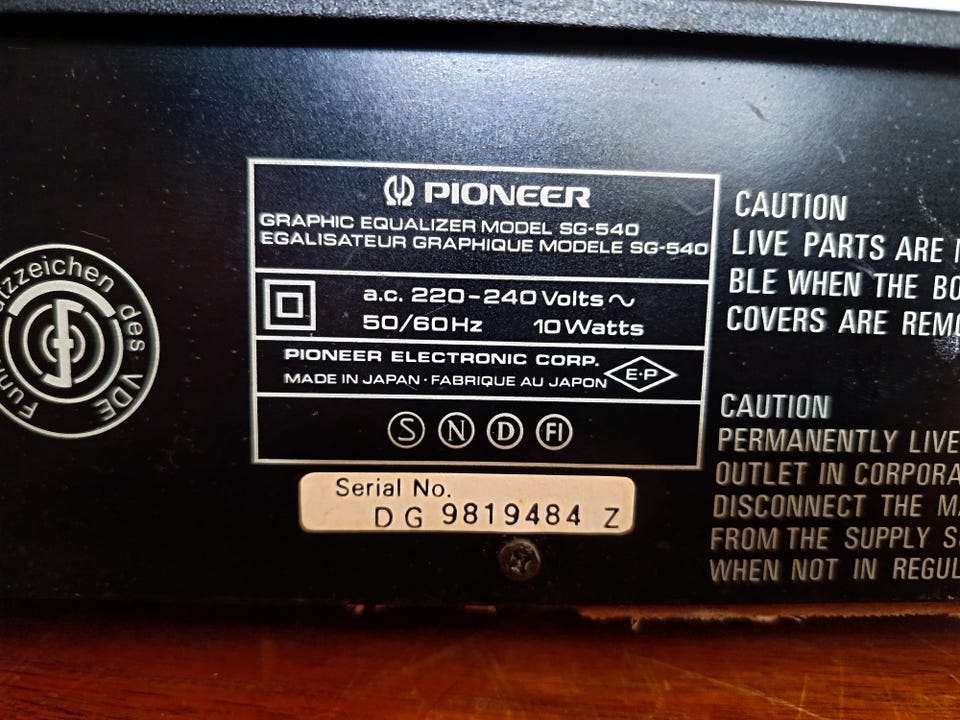 PIONEER
GRAPHIC EQUALIZER MODEL SG-540
EGALISATEUR GRAPHIQUE MODELE SG-540
a.c. 220-240 Volts ~
50/60Hz 10Watts
PIONEER ELECTRONIC CORP.
MADE IN JAPAN · FABRIQUE AU JAPON
E·P
S N D FI
Serial No.
DG 9819484 Z
des VDE
CAUTION
LIVE PARTS ARE
BLE WHEN THE
COVERS ARE
CAUTION
PERMANENTLY LIVE
OUTLET IN
DISCONNECT THE
FROM THE SUPPLY
WHEN NOT IN